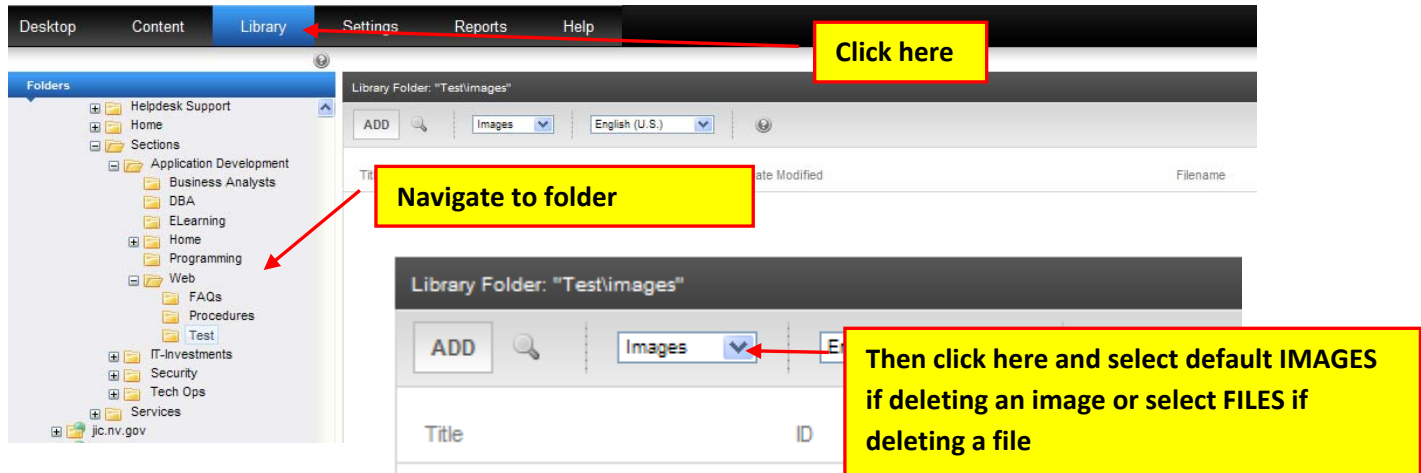 Desktop Content Library Settings Reports Help
Click here
Folders
Helpdesk Support
Home
Sections
Application Development
Business Analysts
DBA
ELearning
Home
Programming
Web
FAQs
Procedures
Test
IT-Investments
Security
Tech Ops
Services
jic.nv.gov
Library Folder: "Test\images"
ADD Images English (U.S.)
ate Modified Filename
Navigate to folder
Library Folder: "Test\images"
ADD Images
Then click here and select default IMAGES
if deleting an image or select FILES if
deleting a file
Title ID